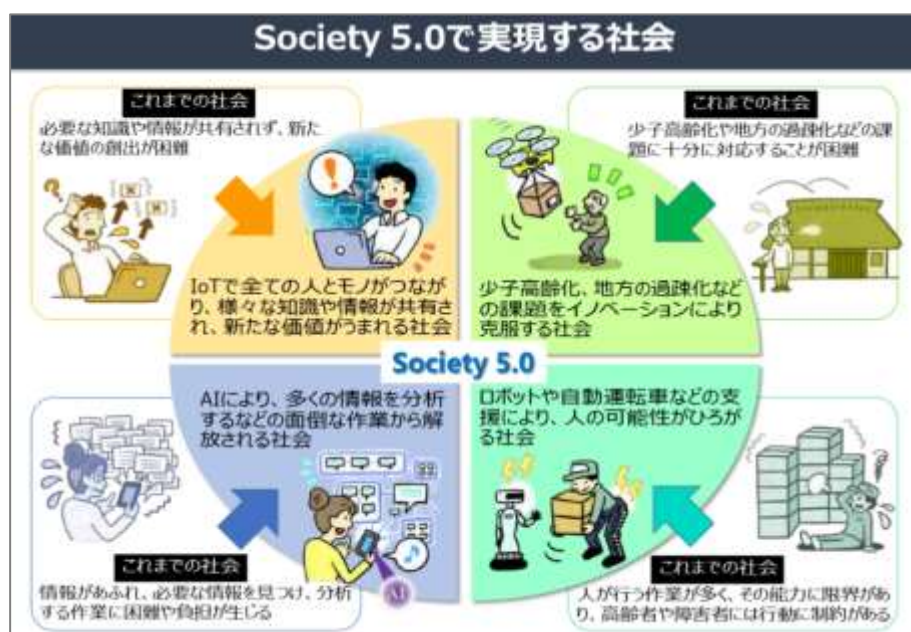 Society 5.0で実現する社会
これまでの社会
必要な知識や情報が共有されず、新た
な価値の創出が困難
これまでの社会
少子高齢化や地方の過疎化などの課
題に十分に対応することが困難
IoTで全ての人とモノがつなが
り、様々な知識や情報が共有さ
れ、新たな価値がうまれる社会
少子高齢化、地方の過疎化などの
の課題をイノベーションにより
克服する社会
Society 5.0
AIにより、多くの情報を分析
するなどの面倒な作業から解
放される社会
ロボットや自動運転車などの支
援により、人の可能性がひろが
る社会
AI
これまでの社会
情報があふれ、必要な情報を見つけ、分析
する作業に困難や負担が生じる
これまでの社会
人が行う作業が多く、その能力に限界があ
り、高齢者や障害者には行動に制約がある